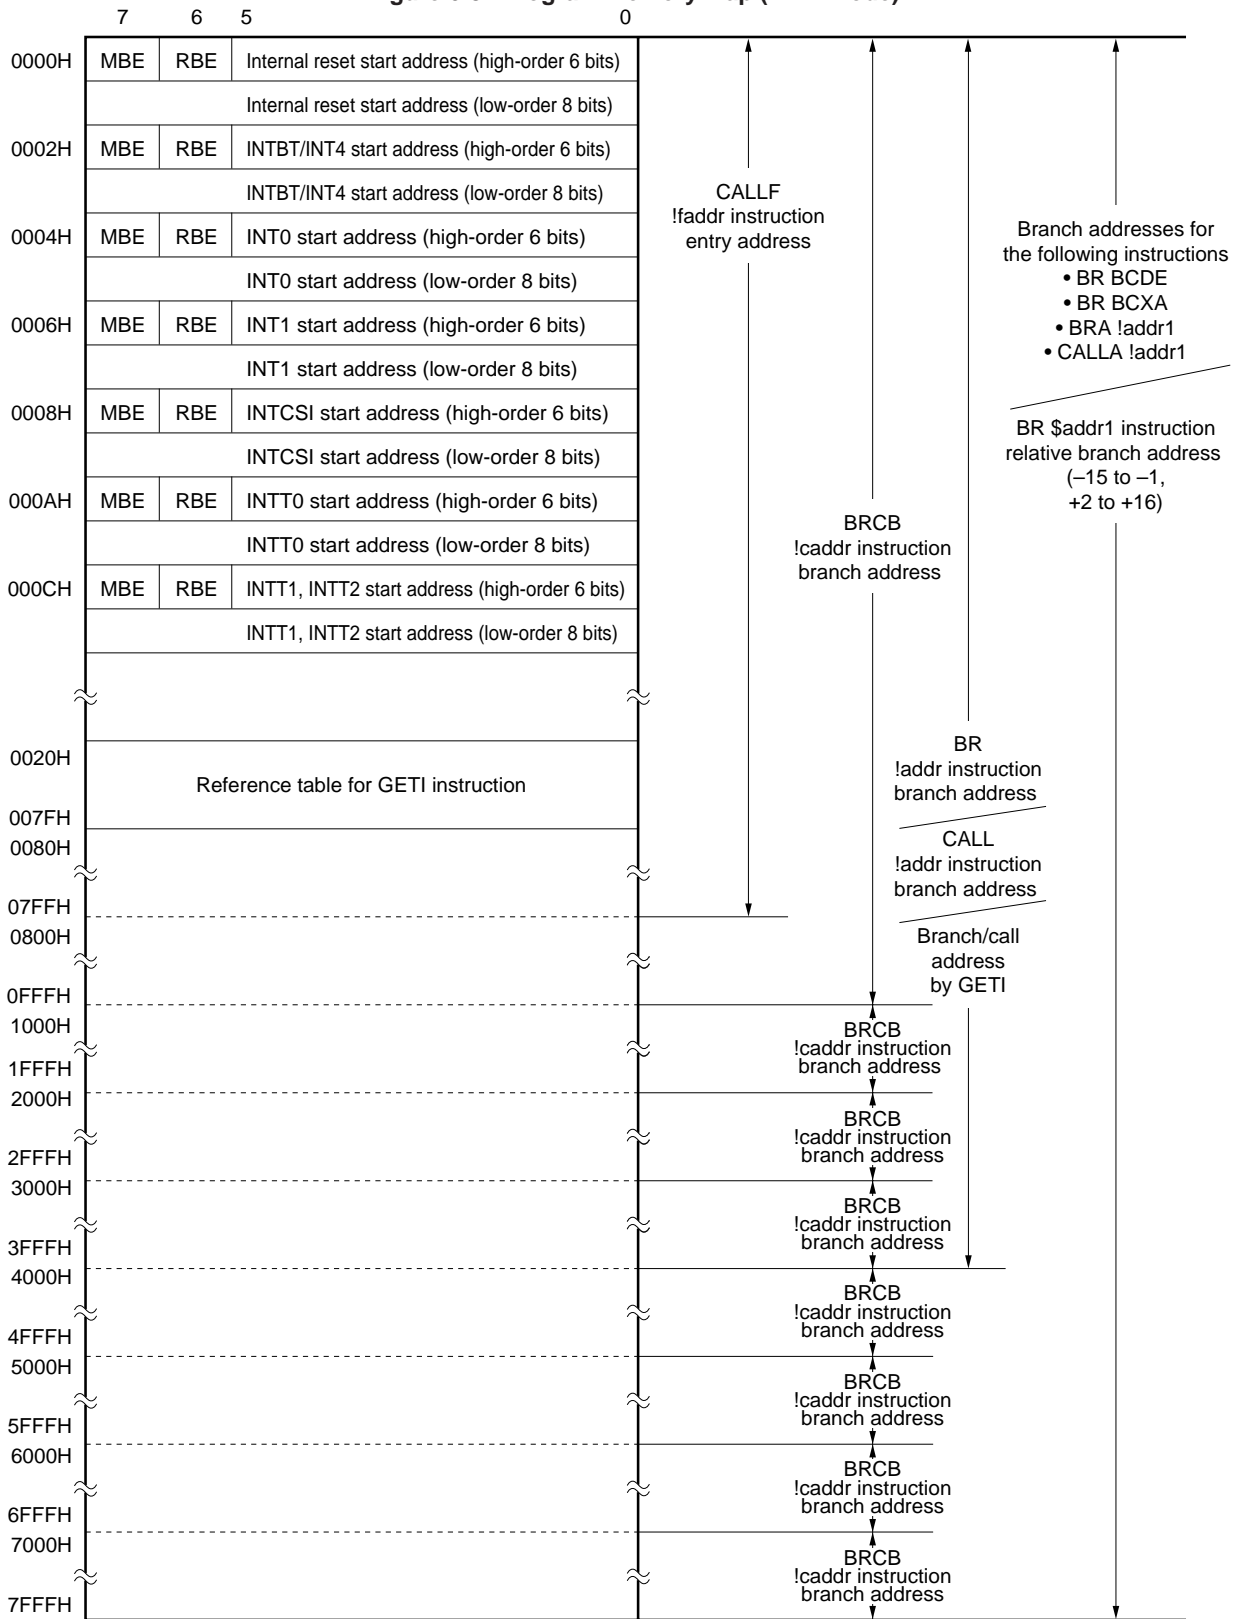 7 6 5 0
0000H MBE RBE Internal reset start address (high-order 6 bits)
Internal reset start address (low-order 8 bits)
0002H MBE RBE INTBT/INT4 start address (high-order 6 bits)
INTBT/INT4 start address (low-order 8 bits)
0004H MBE RBE INT0 start address (high-order 6 bits)
INT0 start address (low-order 8 bits)
0006H MBE RBE INT1 start address (high-order 6 bits)
INT1 start address (low-order 8 bits)
0008H MBE RBE INTCSI start address (high-order 6 bits)
INTCSI start address (low-order 8 bits)
000AH MBE RBE INTT0 start address (high-order 6 bits)
INTT0 start address (low-order 8 bits)
000CH MBE RBE INTT1, INTT2 start address (high-order 6 bits)
INTT1, INTT2 start address (low-order 8 bits)
0020H
Reference table for GETI instruction
007FH
0080H
07FFH
0800H
0FFFH
1000H
1FFFH
2000H
2FFFH
3000H
3FFFH
4000H
4FFFH
5000H
5FFFH
6000H
6FFFH
7000H
7FFFH
CALLF
!faddr instruction
entry address
BRCB
!caddr instruction
branch address
BRCB
!caddr instruction
branch address
BRCB
!caddr instruction
branch address
BRCB
!caddr instruction
branch address
BRCB
!caddr instruction
branch address
BRCB
!caddr instruction
branch address
BRCB
!caddr instruction
branch address
BRCB
!caddr instruction
branch address
BR
!addr instruction
branch address
CALL
!addr instruction
branch address
Branch/call
address
by GETI
Branch addresses for
the following instructions
• BR BCDE
• BR BCXA
• BRA !addr1
• CALLA !addr1
BR $addr1 instruction
relative branch address
(–15 to –1,
+2 to +16)